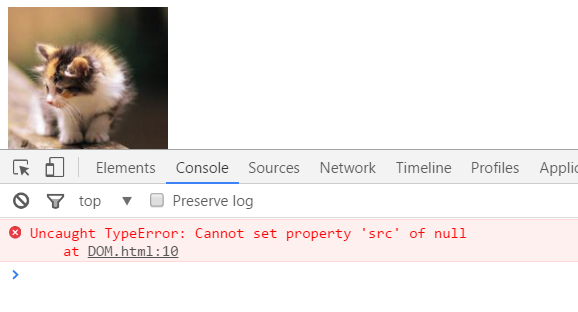 Elements Console Sources Network Timeline Profiles Applic
top ▼ Preserve log
Uncaught TypeError: Cannot set property 'src' of null
at DOM.html:10